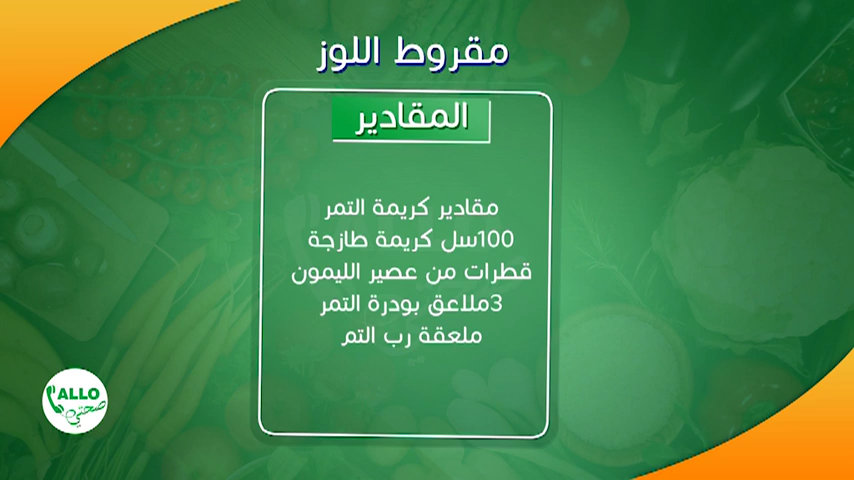 مقروط اللوز
المقادير
مقادير كريمة التمر
100سل كريمة طازجة
قطرات من عصير الليمون
3ملاعق بودرة التمر
ملعقة رب التم
ALLO
صحتي